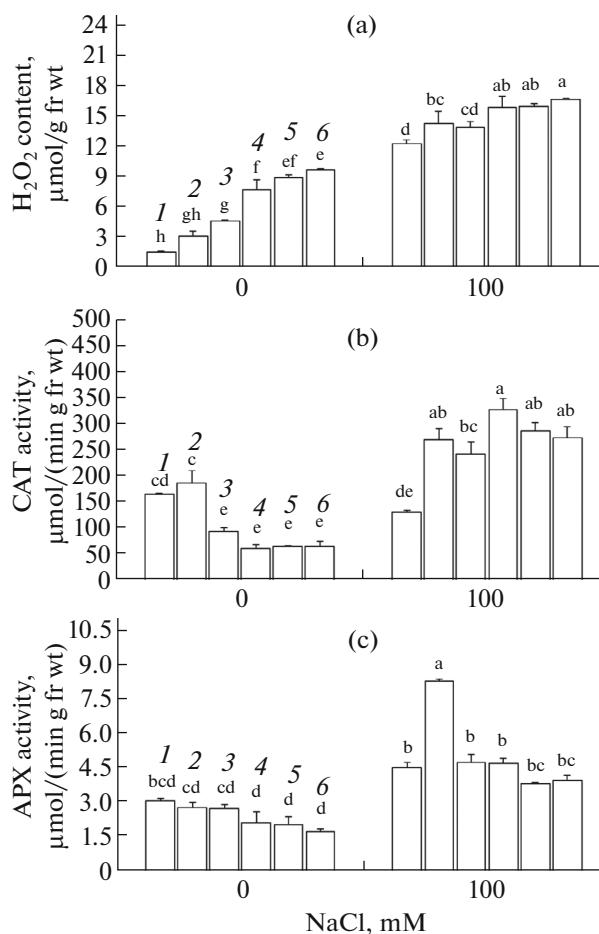 (a)
H₂O₂ content,
μmol/g fr wt
24
21
18
15
12
9
6
3
0
1 2 3 4 5 6
h gh g f ef e
d bc cd ab ab a
0 100
(b)
CAT activity,
μmol/(min g fr wt)
500
450
400
350
300
250
200
150
100
50
0
1 2 3 4 5 6
cd c e e e e
de ab bc a ab ab
0 100
(c)
APX activity,
μmol/(min g fr wt)
10.5
9.0
7.5
6.0
4.5
3.0
1.5
0
1 2 3 4 5 6
bcd cd cd d d d
b a b b bc bc
0 100
NaCl, mM